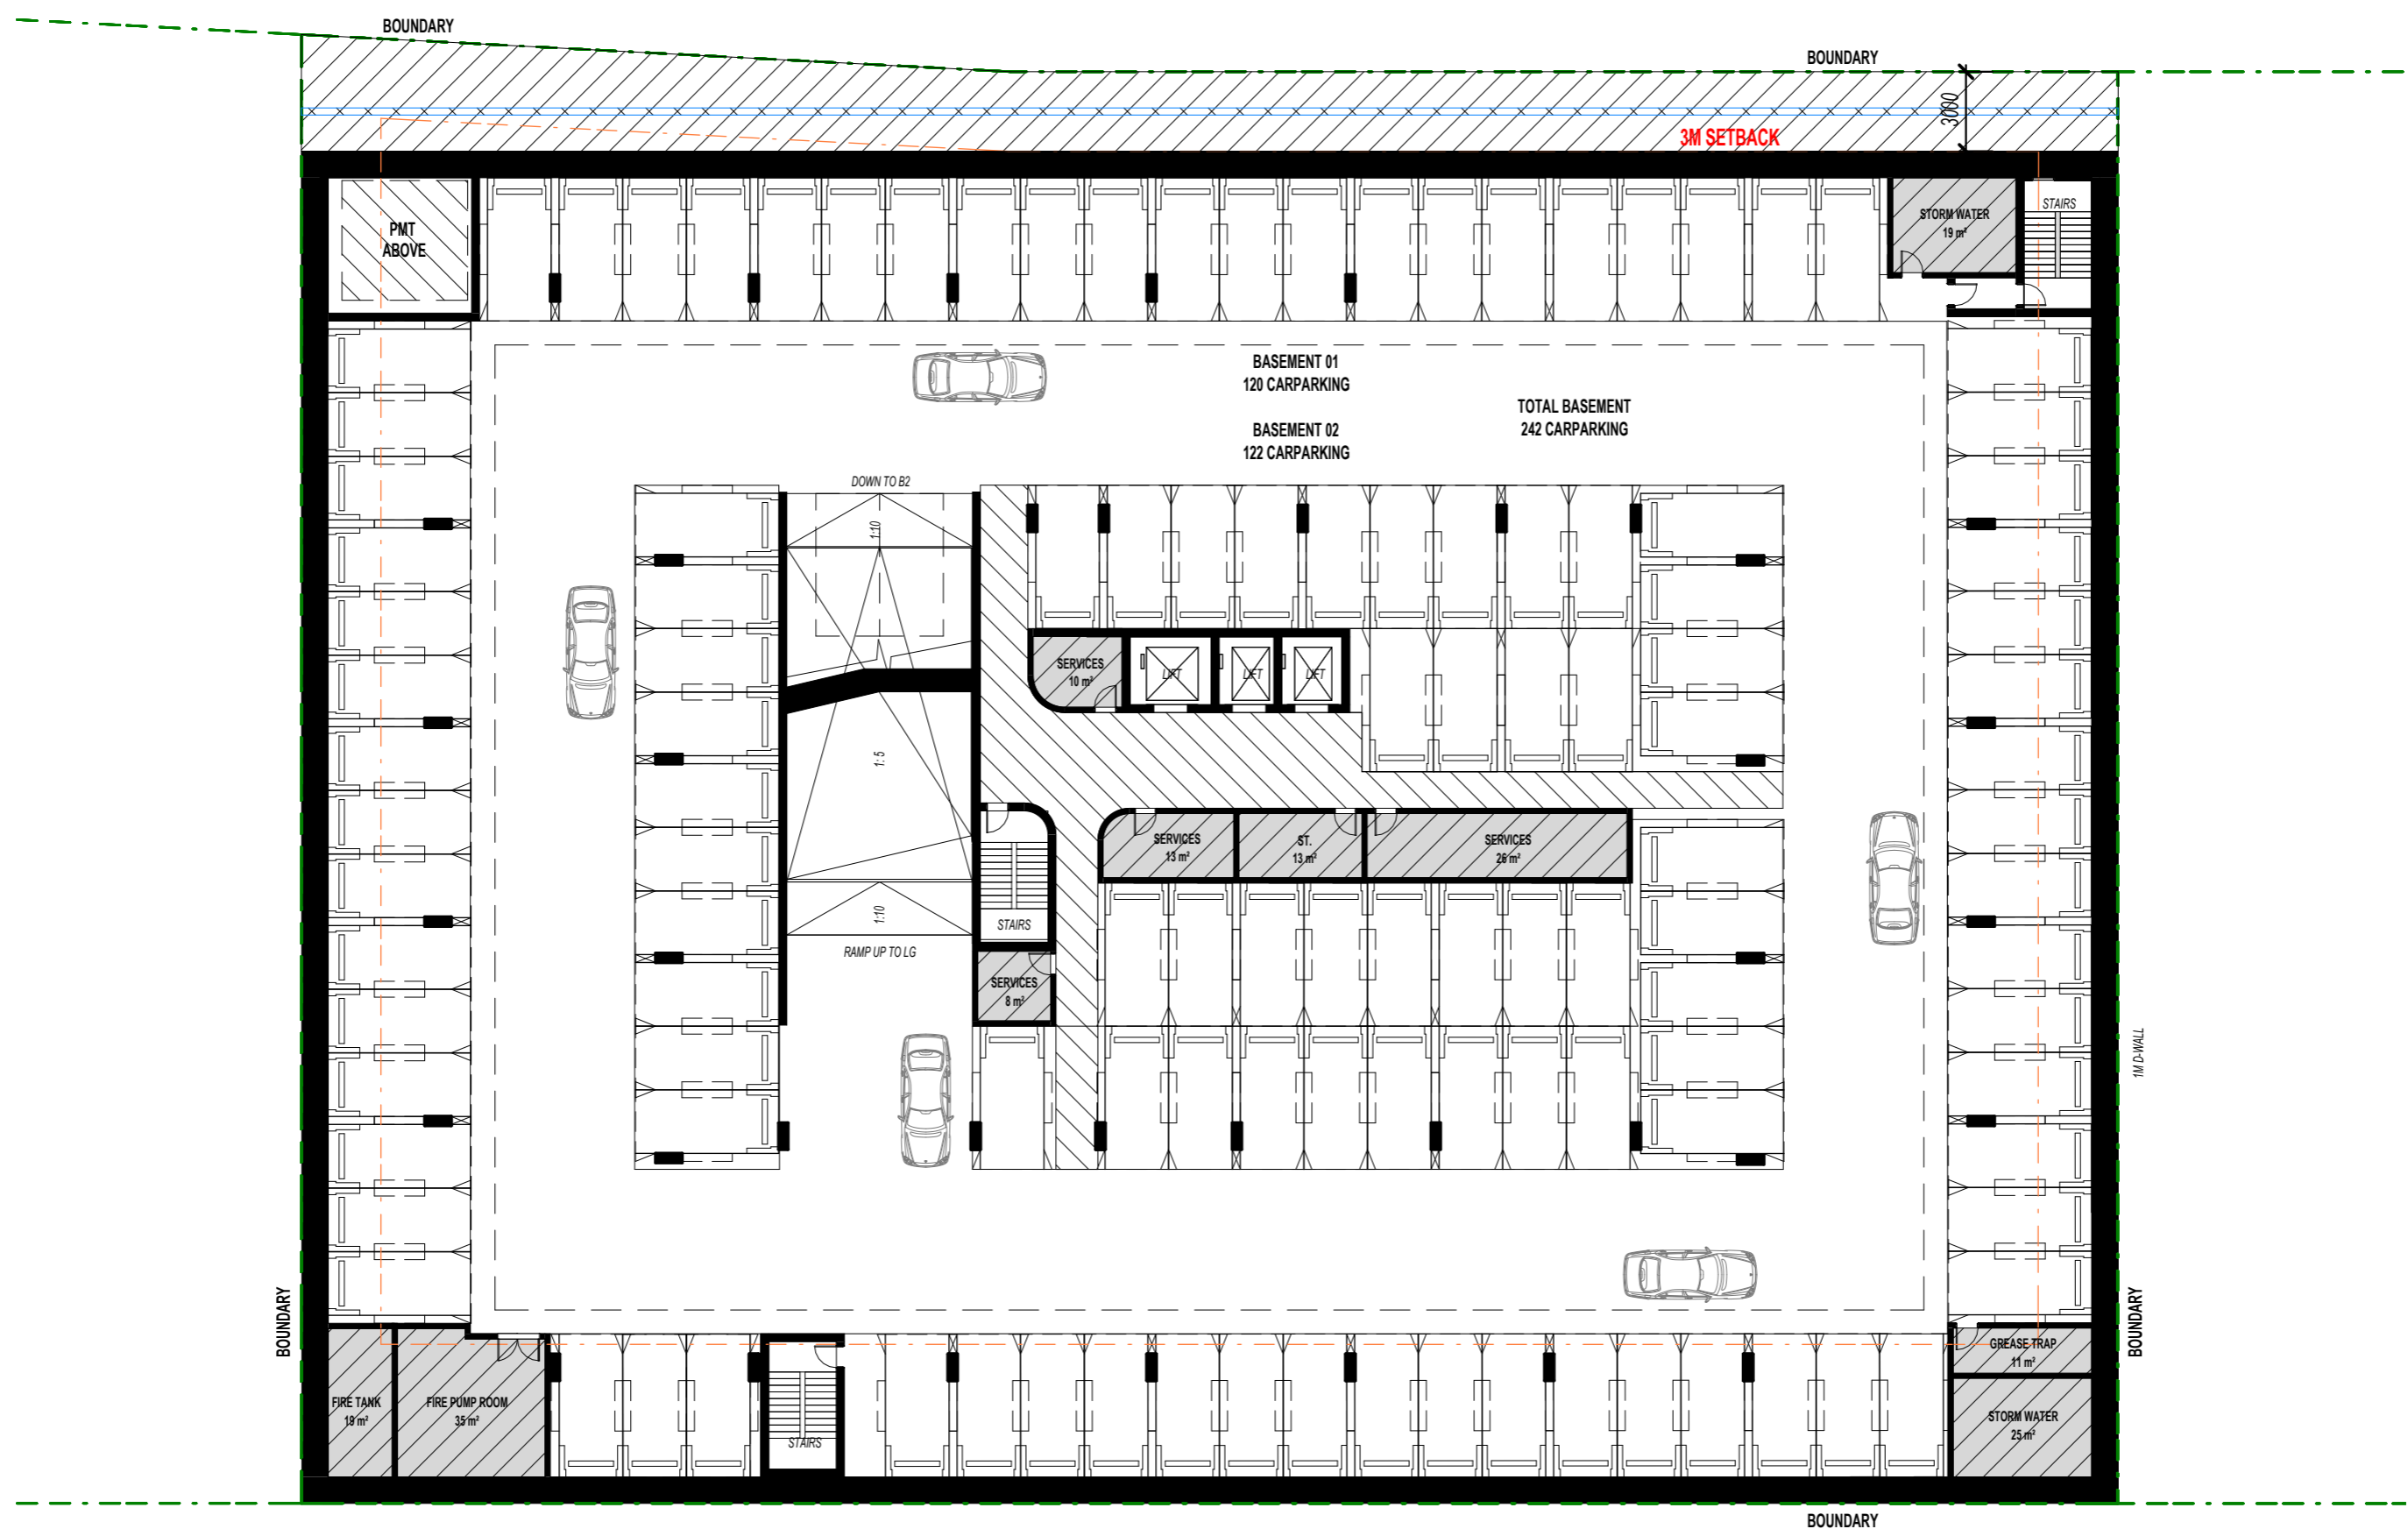 BOUNDARY
BOUNDARY
3000
3M SETBACK
PMT
ABOVE
STORM WATER
19 m²
STAIRS
BASEMENT 01
120 CARPARKING
TOTAL BASEMENT
242 CARPARKING
BASEMENT 02
122 CARPARKING
DOWN TO B2
1:10
SERVICES
10 m²
LIFT
LIFT
LIFT
1: 5
SERVICES
13 m²
ST.
13 m²
SERVICES
26 m²
1:10
STAIRS
RAMP UP TO LG
SERVICES
8 m²
1M D-WALL
BOUNDARY
BOUNDARY
GREASE TRAP
11 m²
FIRE TANK
19 m²
FIRE PUMP ROOM
35 m²
STAIRS
STORM WATER
25 m²
BOUNDARY